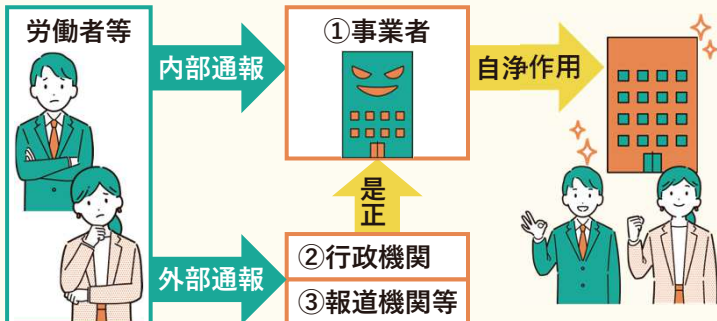 労働者等
内部通報
①事業者
自浄作用
是正
外部通報
②行政機関
③報道機関等